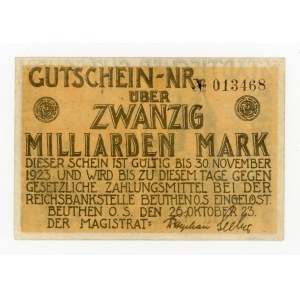 GUTSCHEIN-NR. № 013468
ÜBER
ZWANZIG
MILLIARDEN MARK
DIESER SCHEIN IST GÜLTIG BIS 30.NOVEMBER
1923 UND WIRD BIS ZU DIESEM TAGE GEGEN
GESETZLICHE ZAHLUNGSMITTEL BEI DER
REICHSBANKSTELLE BEUTHEN O.S. EINGELÖST.
BEUTHEN O.S. DEN 26.OKTOBER 23.
DER MAGISTRAT: